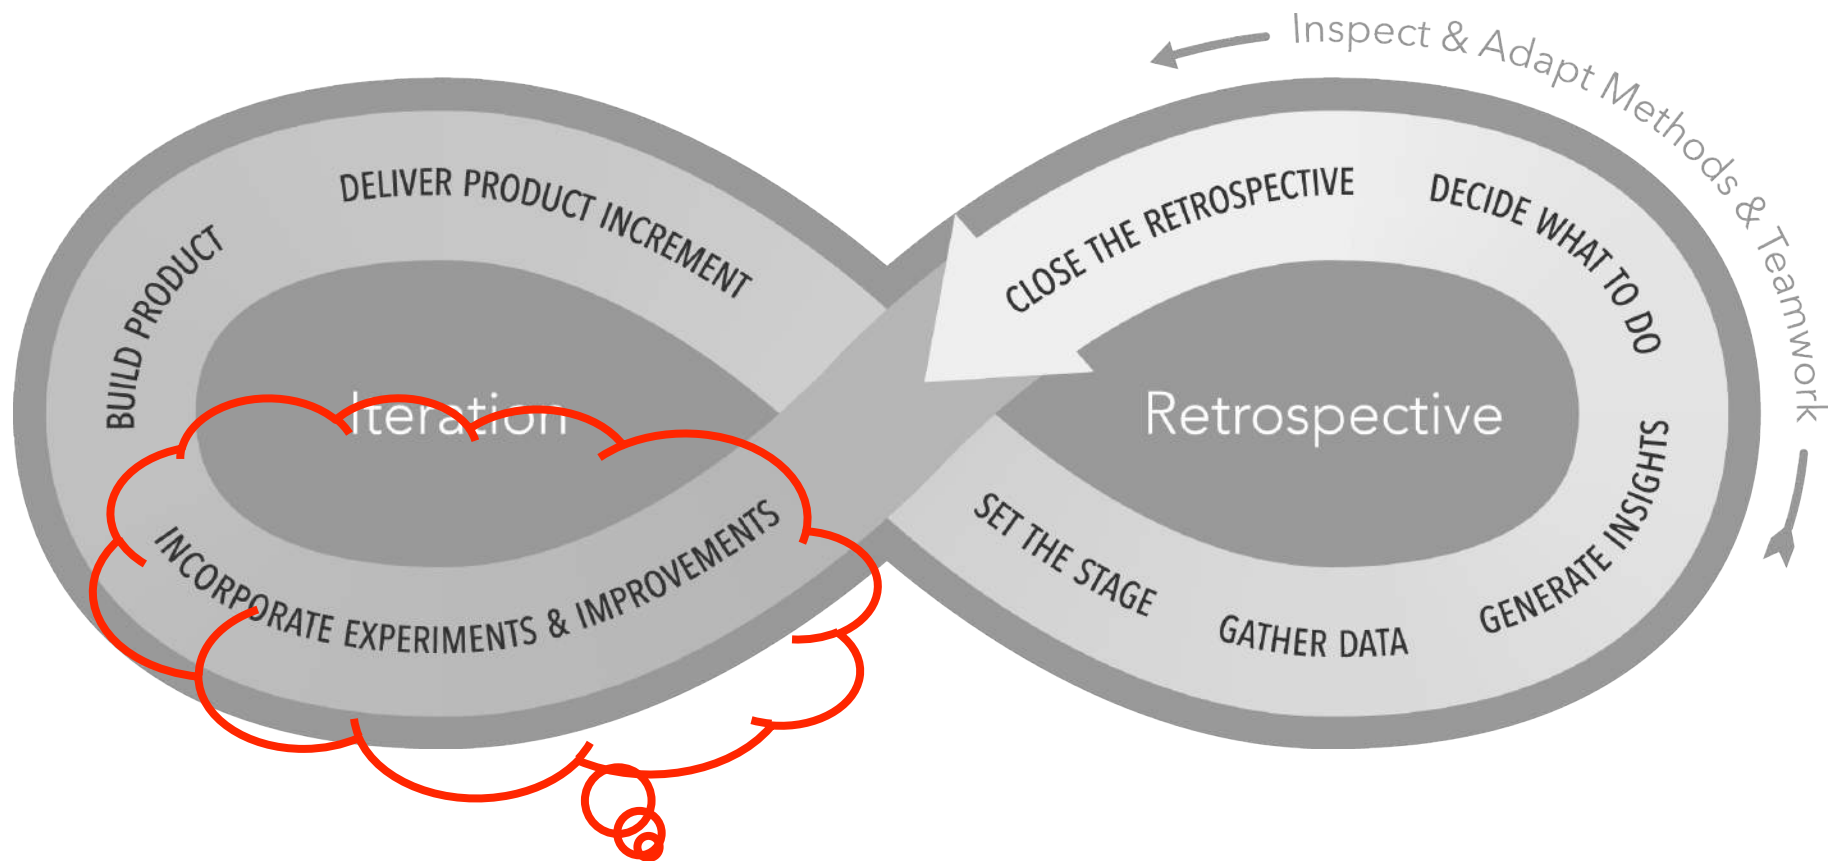 Inspect & Adapt Methods & Teamwork
DELIVER PRODUCT INCREMENT
BUILD PRODUCT
Iteration
INCORPORATE EXPERIMENTS & IMPROVEMENTS
CLOSE THE RETROSPECTIVE
DECIDE WHAT TO DO
Retrospective
SET THE STAGE
GATHER DATA
GENERATE INSIGHTS